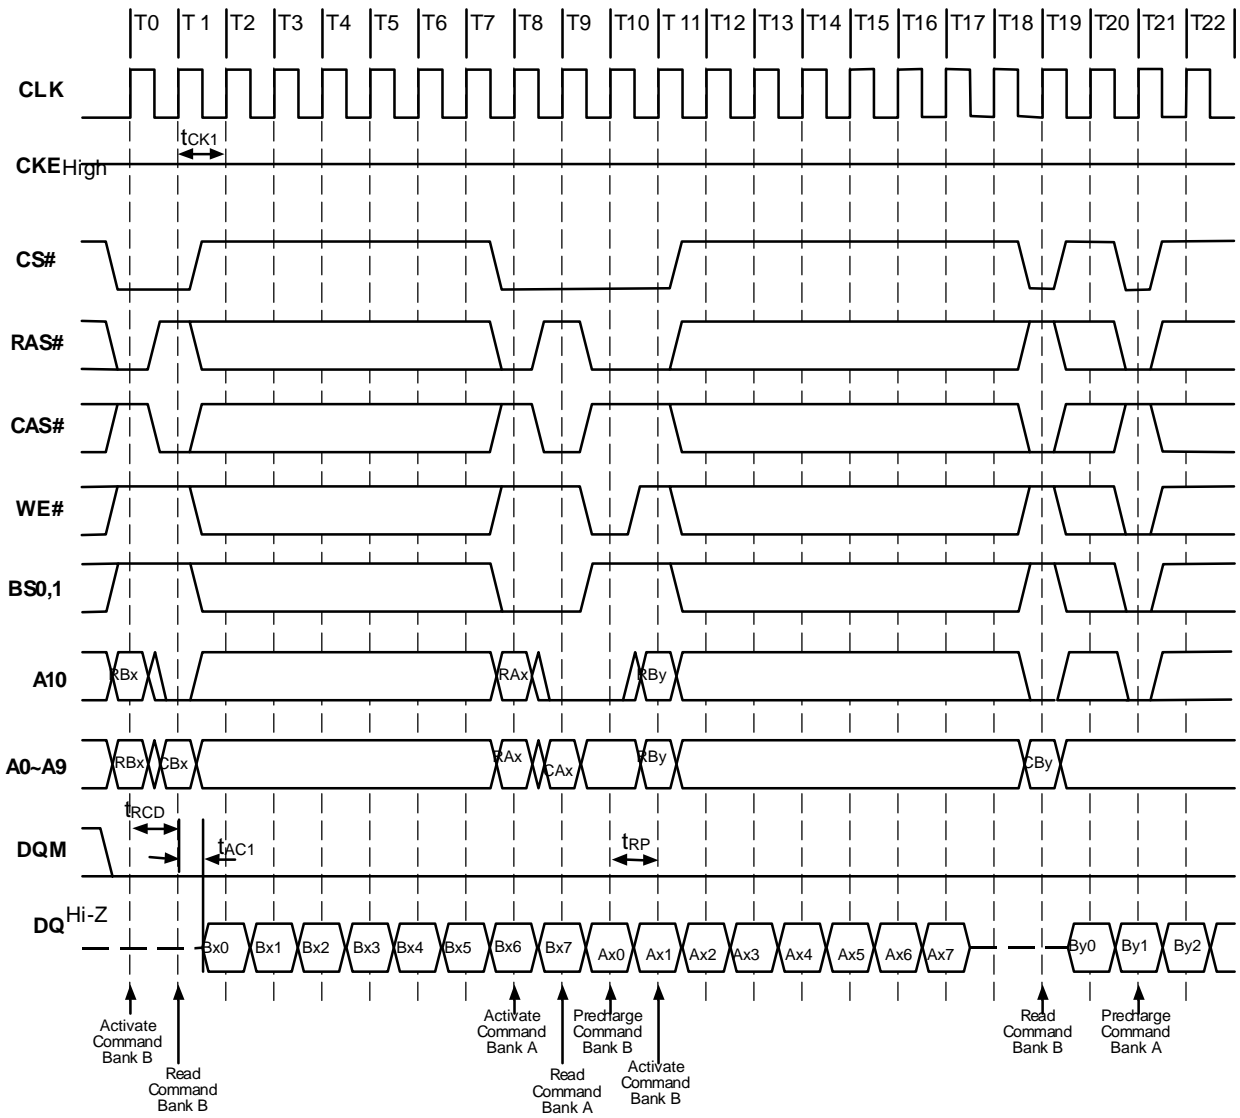 T0 T 1 T2 T3 T4 T5 T6 T7 T8 T9 T10 T 11 T12 T13 T14 T15 T16 T17 T18 T19 T20 T21 T22
CLK
tCK1
CKE High
CS#
RAS#
CAS#
WE#
BS0,1
A10 RBx RAx RBy
A0~A9 RBx CBx RAx CAx RBy CBy
tRCD
DQM tAC1 tRP
DQ Hi-Z
Bx0 Bx1 Bx2 Bx3 Bx4 Bx5 Bx6 Bx7 Ax0 Ax1 Ax2 Ax3 Ax4 Ax5 Ax6 Ax7 By0 By1 By2
Activate
Command
Bank B
Read
Command
Bank B
Activate
Command
Bank A
Read
Command
Bank A
Precharge
Command
Bank B
Activate
Command
Bank B
Read
Command
Bank B
Precharge
Command
Bank A